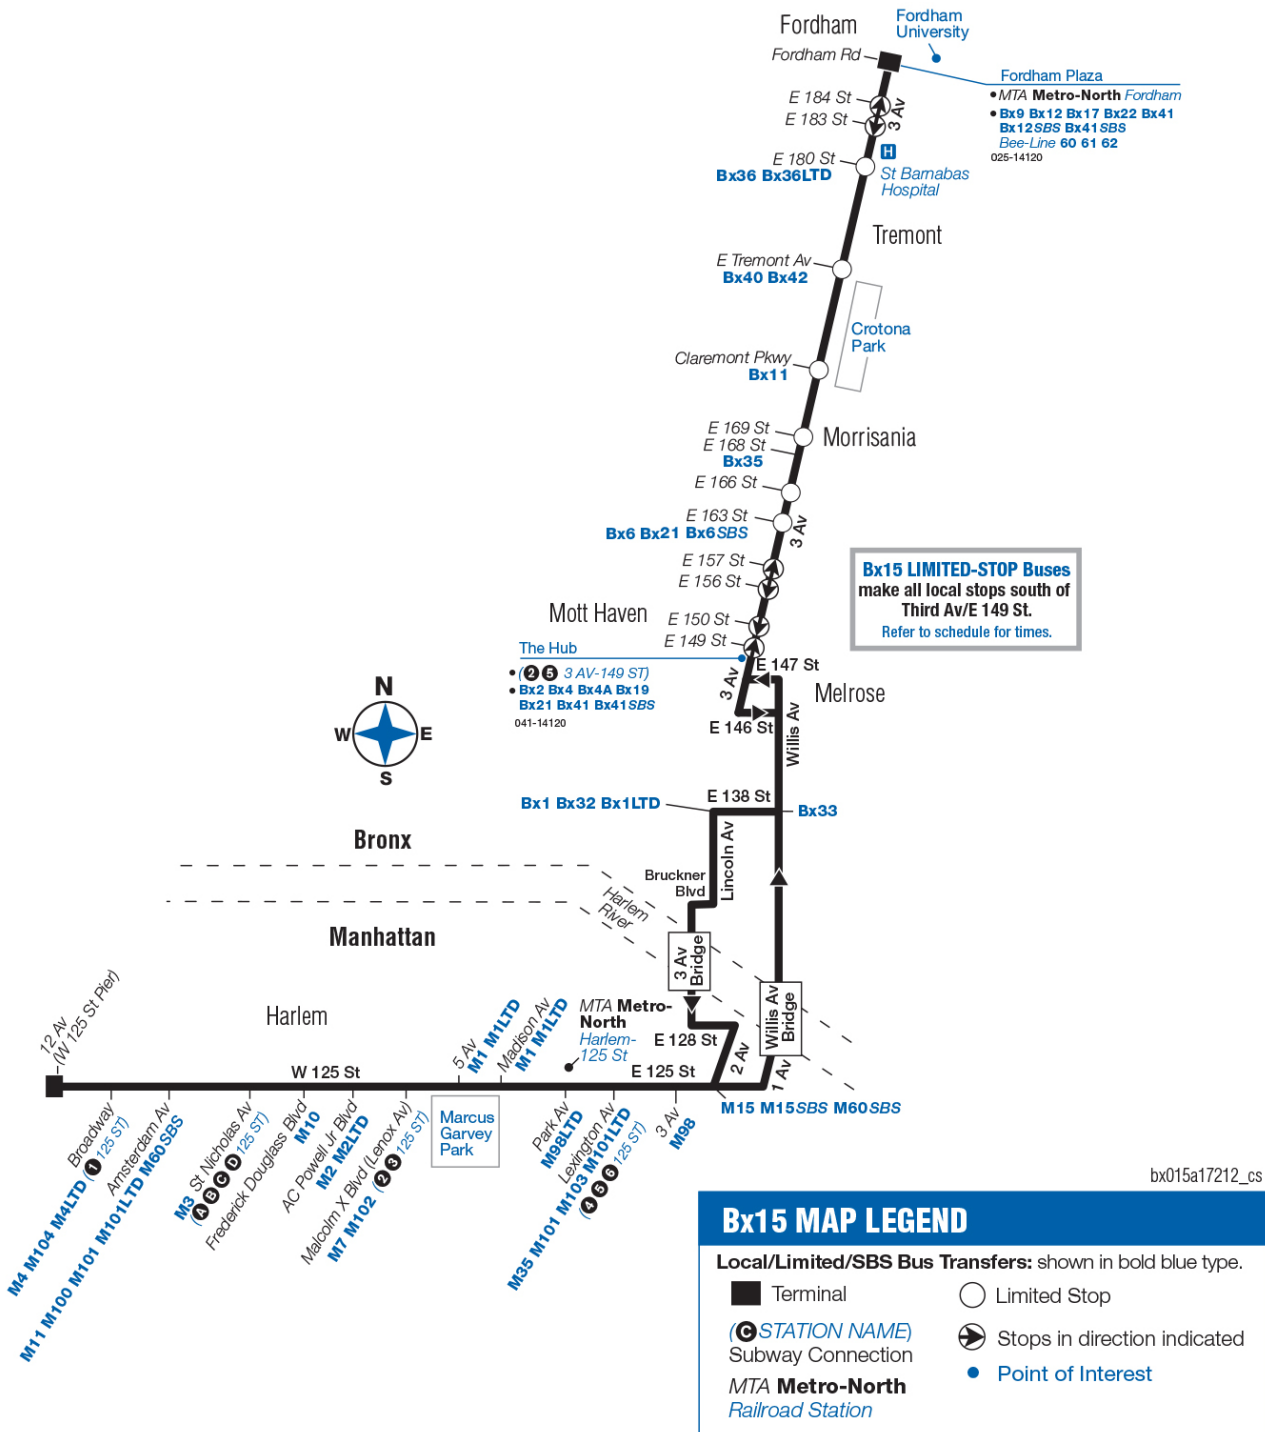 Fordham
Fordham
University
Fordham Rd
Fordham Plaza
•MTA Metro-North Fordham
•Bx9 Bx12 Bx17 Bx22 Bx41
Bx12SBS Bx41SBS
Bee-Line 60 61 62
025-14120
E 184 St
3 Av
E 183 St
H
E 180 St
Bx36 Bx36LTD
St Barnabas
Hospital
Tremont
E Tremont Av
Bx40 Bx42
Crotona
Park
Claremont Pkwy
Bx11
E 169 St
Morrisania
E 168 St
Bx35
E 166 St
E 163 St
Bx6 Bx21 Bx6SBS
3 Av
E 157 St
E 156 St
Bx15 LIMITED-STOP Buses
make all local stops south of
Third Av/E 149 St.
Refer to schedule for times.
Mott Haven
E 150 St
E 149 St
The Hub
•(2 5 3 AV-149 ST)
•Bx2 Bx4 Bx4A Bx19
Bx21 Bx41 Bx41SBS
041-14120
E 147 St
3 Av
Melrose
E 146 St
Willis Av
N
W E
S
E 138 St
Bx1 Bx32 Bx1LTD
Bx33
Lincoln Av
Bronx
Bruckner
Blvd
Harlem
River
Manhattan
3 Av
Bridge
Willis Av
Bridge
12 Av
(W 125 St Pier)
Harlem
5 Av
M1 M1LTD
Madison Av
M1 M1LTD
MTA Metro-
North
Harlem-
125 St
E 128 St
2 Av
1 Av
W 125 St
E 125 St
M15 M15SBS M60SBS
Broadway
M4 M104 M4LTD (1 125 ST)
Amsterdam Av
M11 M100 M101 M101LTD M60SBS
M3 St Nicholas Av
(A B C D 125 ST)
Frederick Douglass Blvd
M10
AC Powell Jr Blvd
M2 M2LTD
Malcolm X Blvd (Lenox Av)
M7 M102 (2 3 125 ST)
Marcus
Garvey
Park
Park Av
M98LTD
Lexington Av
M35 M101 M103 M101LTD
(4 5 6 125 ST)
3 Av
M98
bx015a17212_cs
Bx15 MAP LEGEND
Local/Limited/SBS Bus Transfers: shown in bold blue type.
Terminal
Limited Stop
(C STATION NAME)
Subway Connection
Stops in direction indicated
MTA Metro-North
Railroad Station
Point of Interest